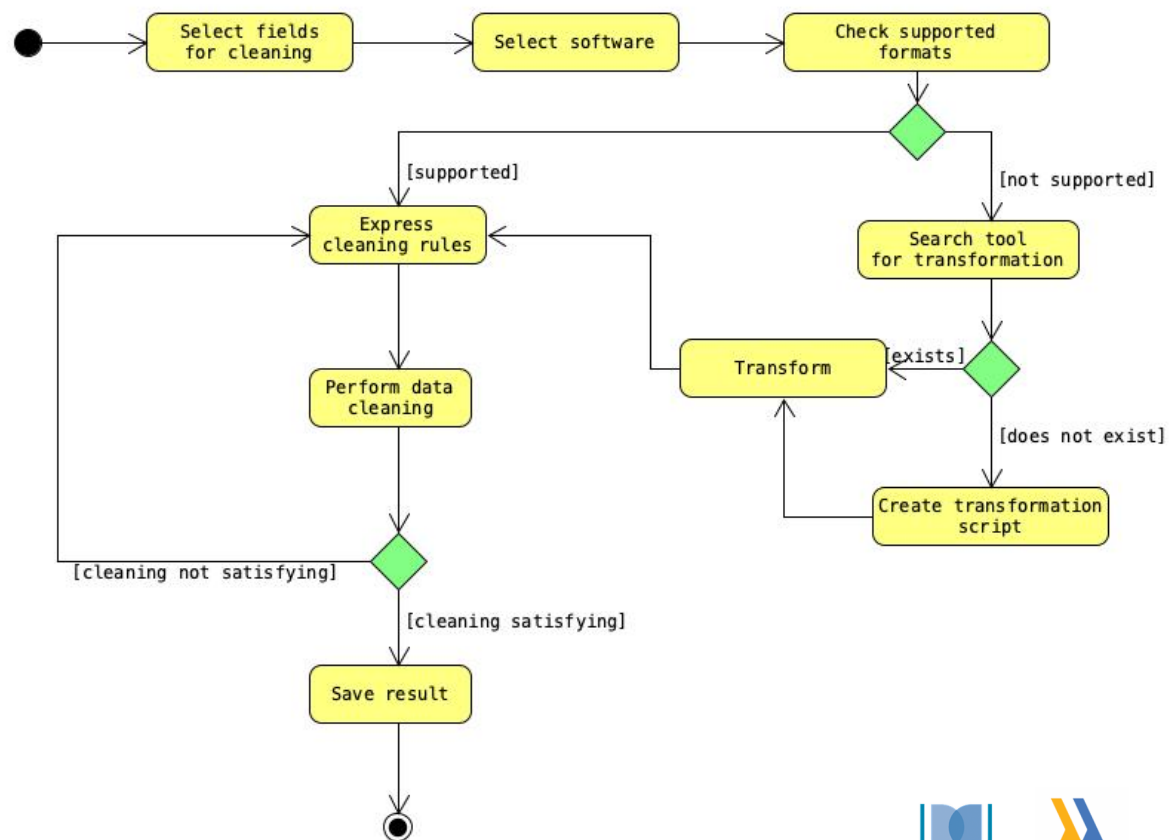 Select fields
for cleaning
Select software
Check supported
formats
[supported]
[not supported]
Express
cleaning rules
Search tool
for transformation
Transform
[exists]
Perform data
cleaning
[does not exist]
Create transformation
script
[cleaning not satisfying]
[cleaning satisfying]
Save result